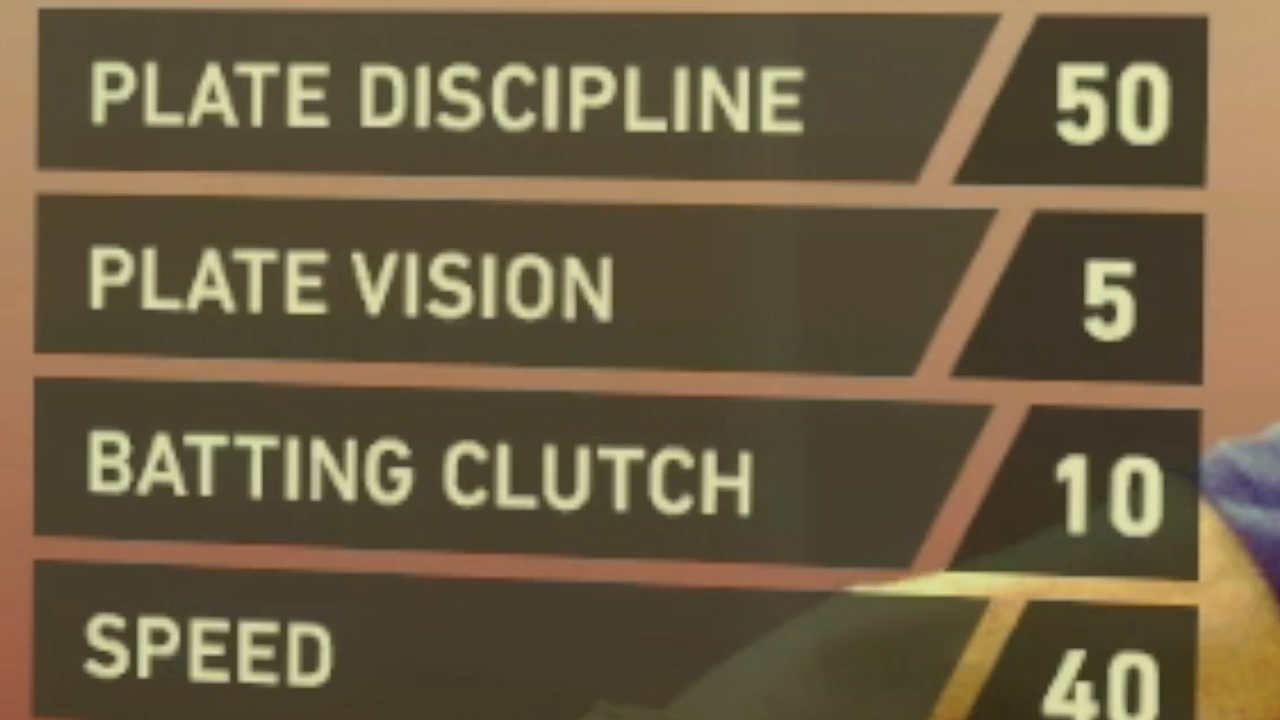 PLATE DISCIPLINE 50
PLATE VISION 5
BATTING CLUTCH 10
SPEED 40